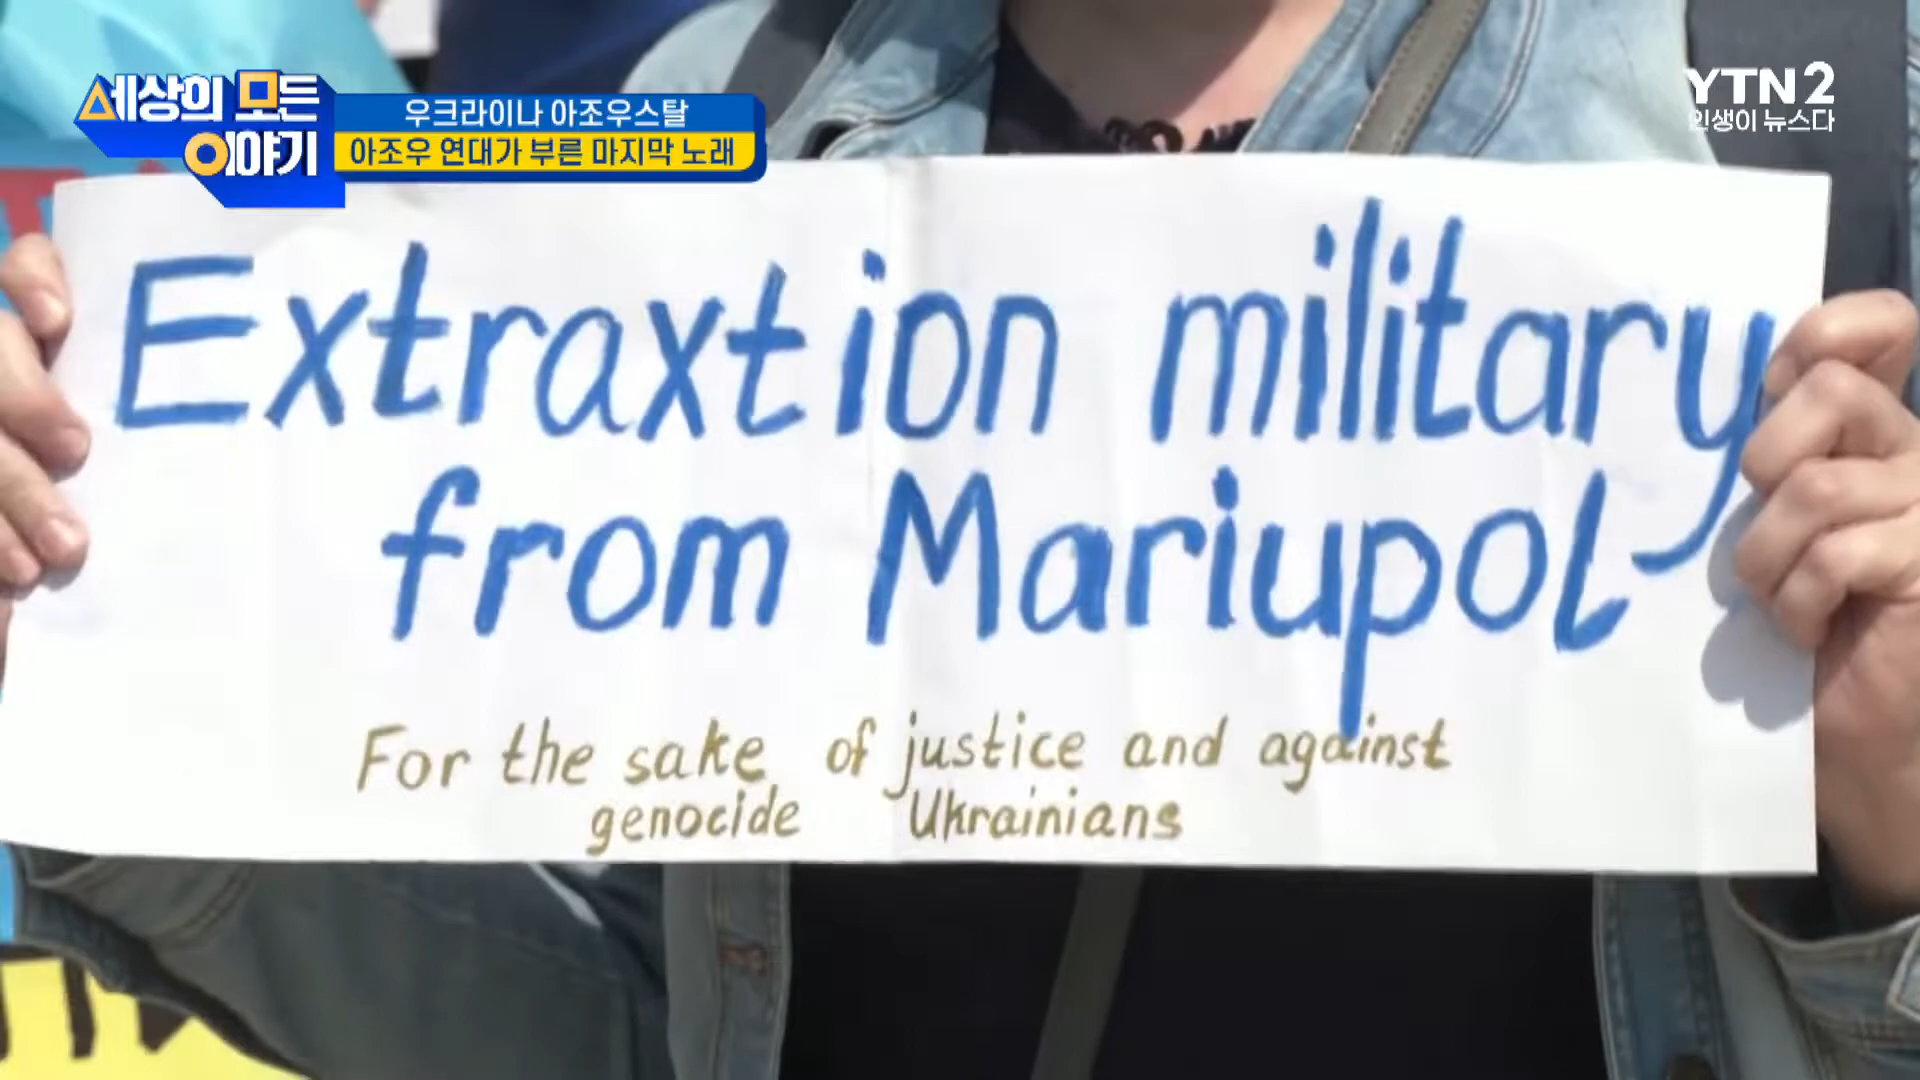 세상의 모든
이야기
우크라이나 아조우스탈
아조우 연대가 부른 마지막 노래
YTN2
인생이 뉴스다
Extraxtion military
from Mariupol
For the sake of justice and against
genocide Ukrainians